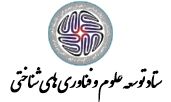 ستاد توسعه علوم و فناوری های شناختی